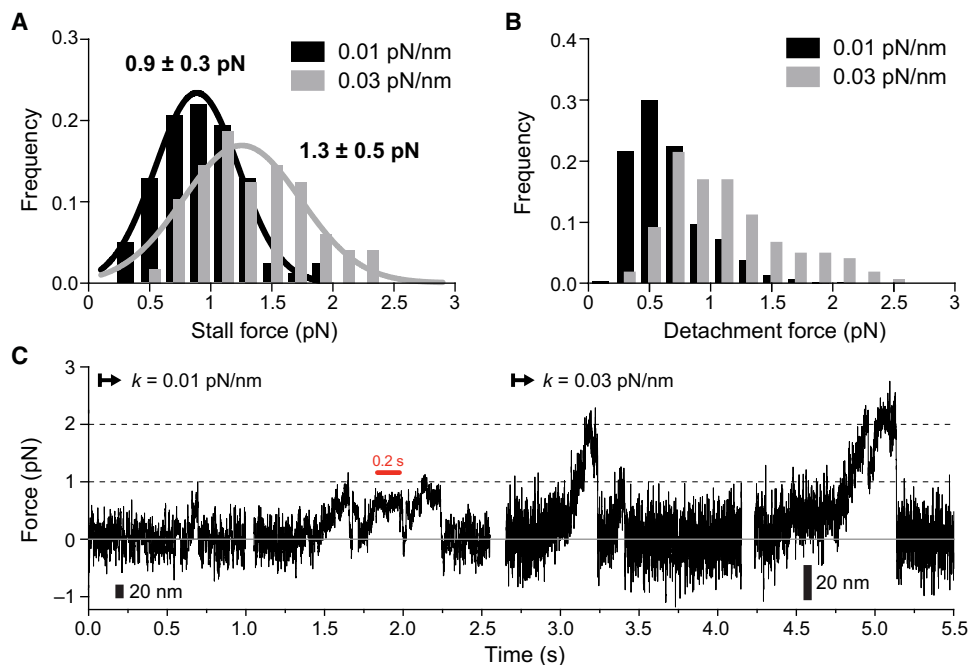 A
0.3
0.2
0.1
0.0
Frequency
0.9 ± 0.3 pN
1.3 ± 0.5 pN
0.01 pN/nm
0.03 pN/nm
0 0.5 1 1.5 2 2.5 3
Stall force (pN)
B
0.4
0.3
0.2
0.1
0.0
Frequency
0.01 pN/nm
0.03 pN/nm
0 0.5 1 1.5 2 2.5 3
Detachment force (pN)
C
3
2
1
0
–1
Force (pN)
k = 0.01 pN/nm
k = 0.03 pN/nm
0.2 s
20 nm
20 nm
0.0 0.5 1.0 1.5 2.0 2.5 3.0 3.5 4.0 4.5 5.0 5.5
Time (s)